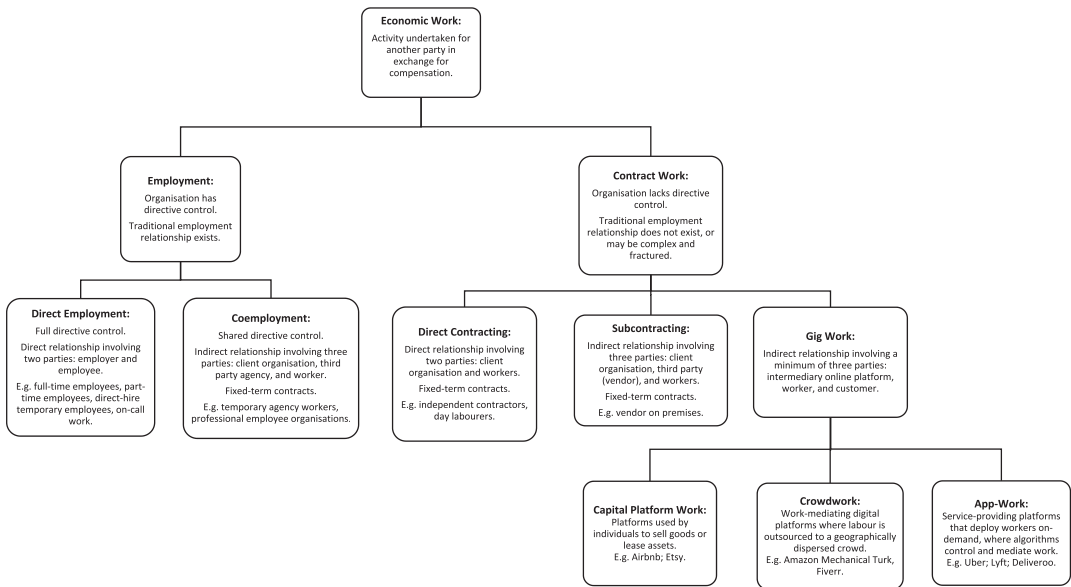 Economic Work:
Activity undertaken for
another party in
exchange for
compensation.
Employment:
Organisation has
directive control.
Traditional employment
relationship exists.
Contract Work:
Organisation lacks directive
control.
Traditional employment
relationship does not exist, or
may be complex and
fractured.
Direct Employment:
Full directive control.
Direct relationship involving
two parties: employer and
employee.
E.g. full-time employees, part-
time employees, direct-hire
temporary employees, on-call
work.
Coemployment:
Shared directive control.
Indirect relationship involving three
parties: client organisation, third
party agency, and worker.
Fixed-term contracts.
E.g. temporary agency workers,
professional employee organisations.
Direct Contracting:
Direct relationship involving
two parties: client
organisation and workers.
Fixed-term contracts.
E.g. independent contractors,
day labourers.
Subcontracting:
Indirect relationship involving
three parties: client
organisation, third party
(vendor), and workers.
Fixed-term contracts.
E.g. vendor on premises.
Gig Work:
Indirect relationship involving a
minimum of three parties:
intermediary online platform,
worker, and customer.
Capital Platform Work:
Platforms used by
individuals to sell goods or
lease assets.
E.g. Airbnb; Etsy.
Crowdwork:
Work-mediating digital
platforms where labour is
outsourced to a geographically
dispersed crowd.
E.g. Amazon Mechanical Turk,
Fiverr.
App-Work:
Service-providing platforms
that deploy workers on-
demand, where algorithms
control and mediate work.
E.g. Uber; Lyft; Deliveroo.